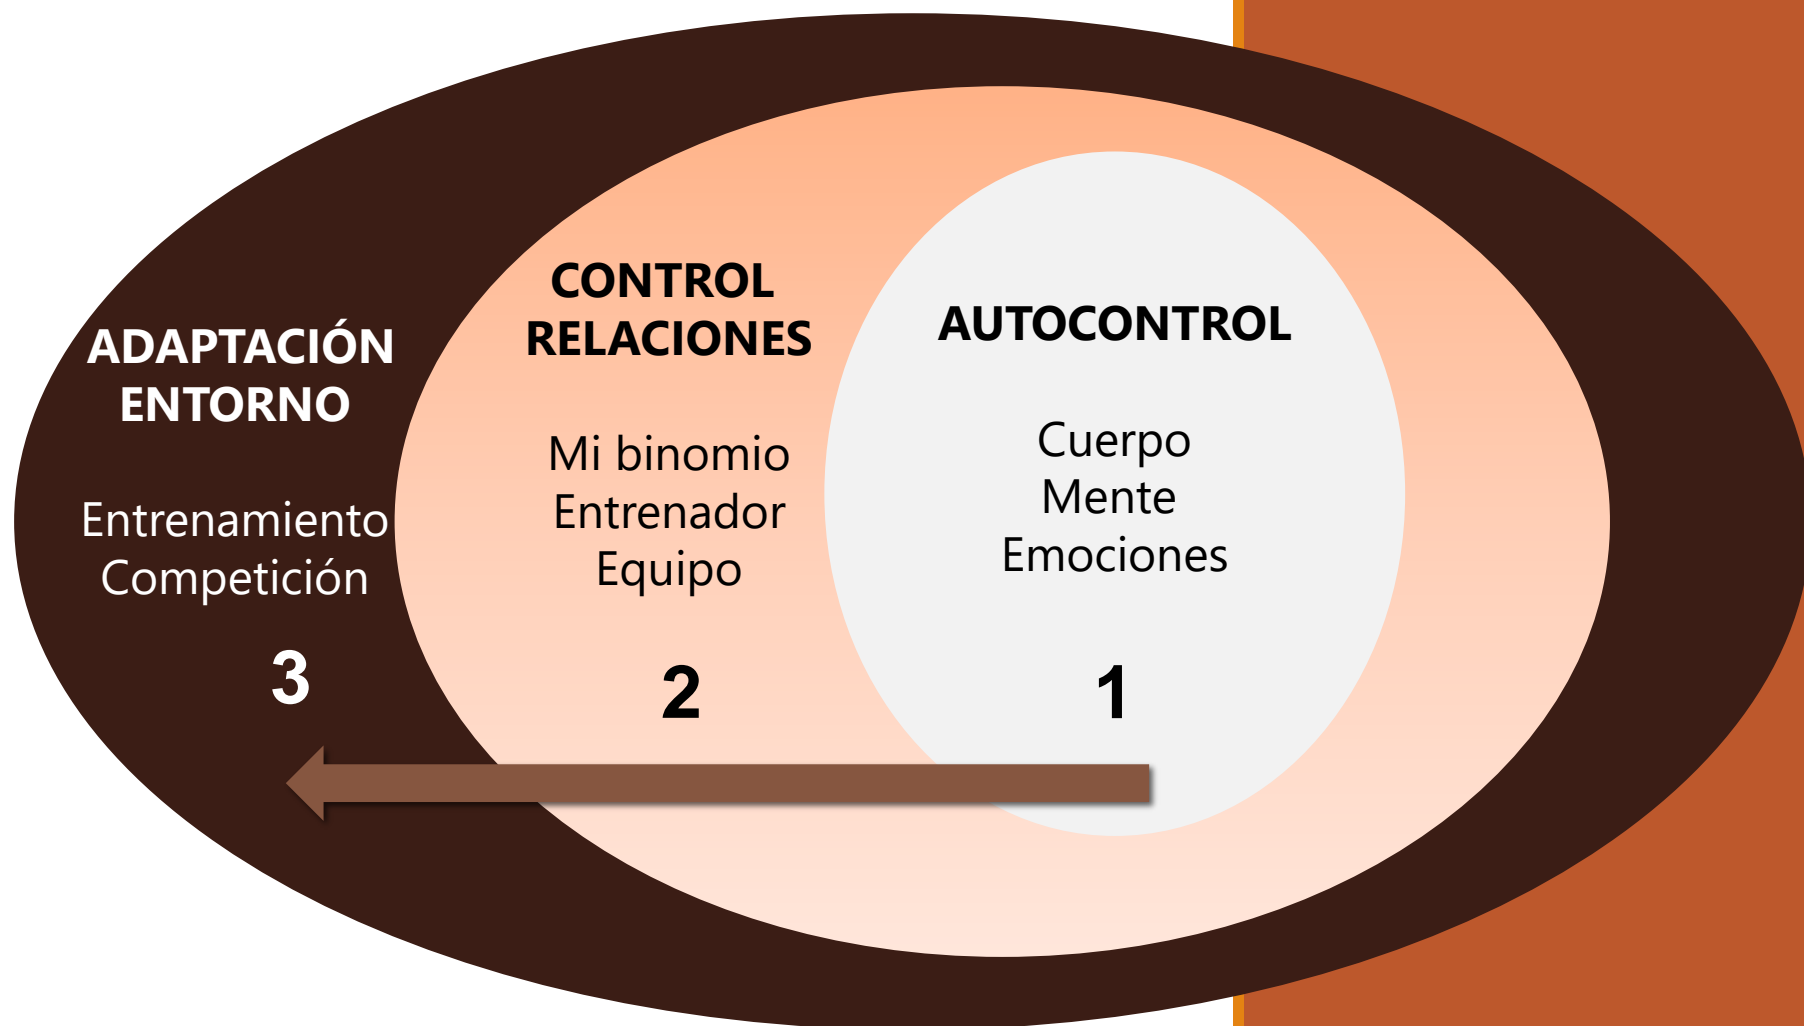 ADAPTACIÓN
ENTORNO
Entrenamiento
Competición
3
CONTROL
RELACIONES
Mi binomio
Entrenador
Equipo
2
AUTOCONTROL
Cuerpo
Mente
Emociones
1